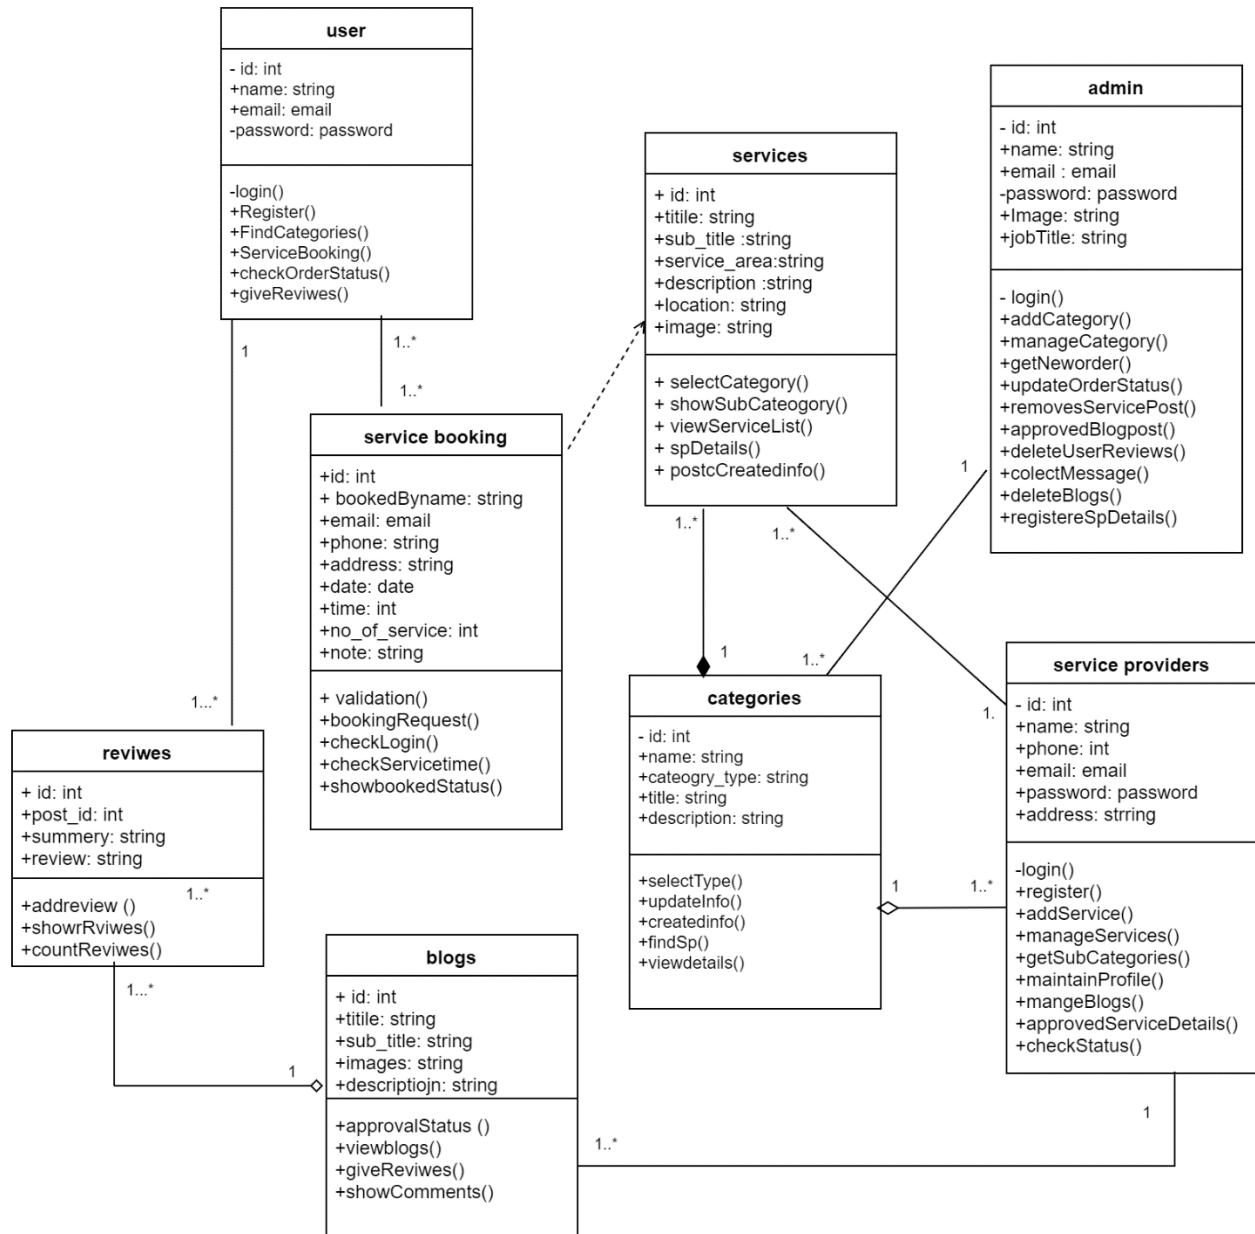 user
- id: int
+name: string
+email: email
-password: password
-login()
+Register()
+FindCategories()
+ServiceBooking()
+checkOrderStatus()
+giveReviwes()
1
1..*
1..*
services
+ id: int
+titile: string
+sub_title :string
+service_area:string
+description :string
+location: string
+image: string
+ selectCategory()
+ showSubCateogory()
+ viewServiceList()
+ spDetails()
+ postcCreatedinfo()
1..*
1..*
admin
- id: int
+name: string
+email : email
-password: password
+Image: string
+jobTitle: string
- login()
+addCategory()
+manageCategory()
+getNeworder()
+updateOrderStatus()
+removesServicePost()
+approvedBlogpost()
+deleteUserReviews()
+colectMessage()
+deleteBlogs()
+registereSpDetails()
1
service booking
+id: int
+ bookedByname: string
+email: email
+phone: string
+address: string
+date: date
+time: int
+no_of_service: int
+note: string
+ validation()
+bookingRequest()
+checkLogin()
+checkServicetime()
+showbookedStatus()
1
1..*
categories
- id: int
+name: string
+cateogry_type: string
+title: string
+description: string
+selectType()
+updateInfo()
+createdinfo()
+findSp()
+viewdetails()
1
1..*
1.
service providers
- id: int
+name: string
+phone: int
+email: email
+password: password
+address: strring
-login()
+register()
+addService()
+manageServices()
+getSubCategories()
+maintainProfile()
+mangeBlogs()
+approvedServiceDetails()
+checkStatus()
1
1...*
reviwes
+ id: int
+post_id: int
+summery: string
+review: string
1..*
+addreview ()
+showrRviwes()
+countReviwes()
1...*
1
blogs
+ id: int
+titile: string
+sub_title: string
+images: string
+descriptiojn: string
+approvalStatus ()
+viewblogs()
+giveReviwes()
+showComments()
1..*